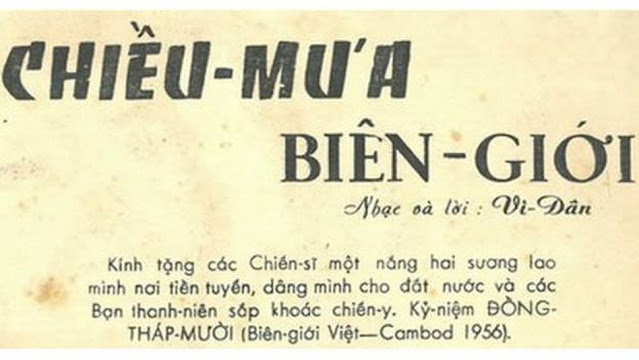 CHIỀU-MƯA
BIÊN-GIỚI
Nhạc và lời : Vì-Dân
Kính tặng các Chiến-sĩ một nắng hai sương lao
mình nơi tiền tuyến, dâng mình cho đất nước và các
Bạn thanh-niên sắp khoác chiến-y. Kỷ-niệm ĐỒNG-
THÁP-MƯỜI (Biên-giới Việt—Cambod 1956).